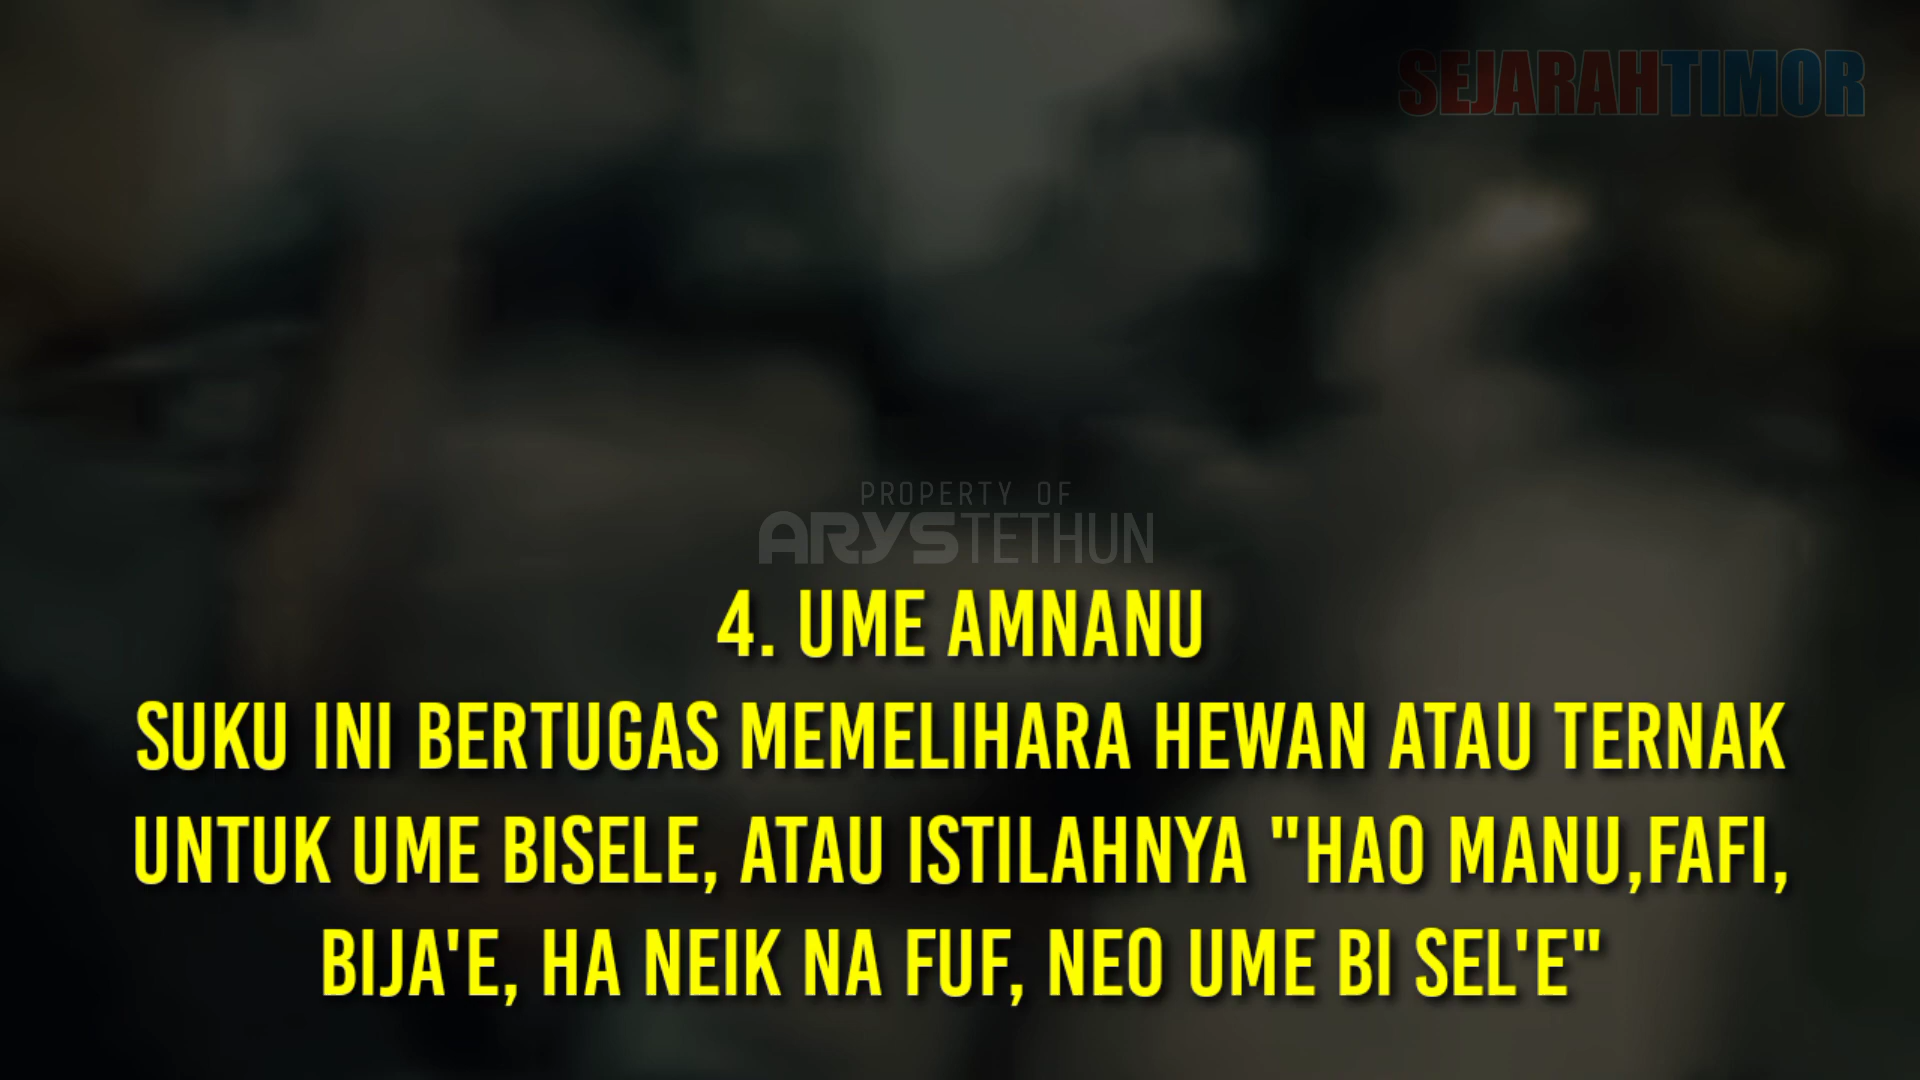 SEJARAHTIMOR
PROPERTY OF
ARYSTETHUN
4. UME AMNANU
SUKU INI BERTUGAS MEMELIHARA HEWAN ATAU TERNAK
UNTUK UME BISELE, ATAU ISTILAHNYA "HAO MANU,FAFI,
BIJA'E, HA NEIK NA FUF, NEO UME BI SEL'E"